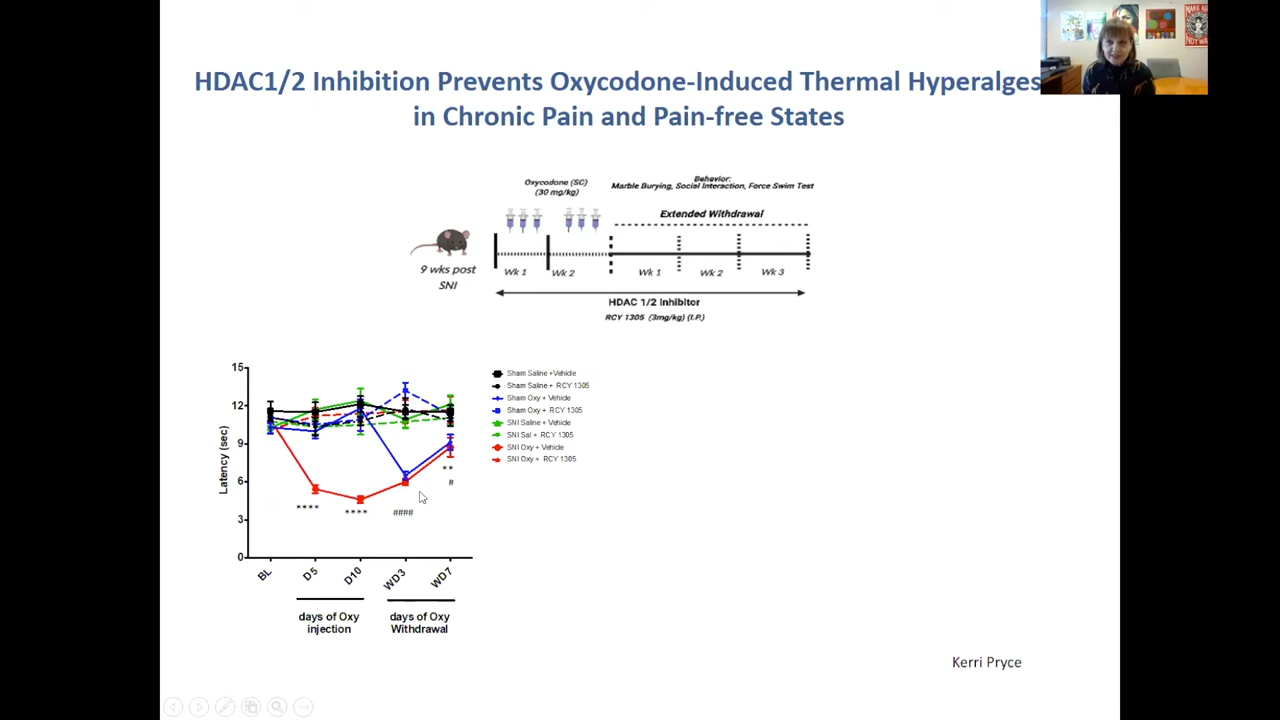 HDAC1/2 Inhibition Prevents Oxycodone-Induced Thermal Hyperalges
in Chronic Pain and Pain-free States
Oxycodone (SC)
(30 mg/kg)
Behavior:
Marble Burying, Social Interaction, Force Swim Test
Extended Withdrawal
9 wks post
SNI
Wk 1
Wk 2
Wk 1
Wk 2
Wk 3
HDAC 1/2 Inhibitor
RCY 1305 (3mg/kg) (I.P.)
Latency (sec)
15
12
9
6
3
0
****
****
####
**
#
BL
D5
D10
WD3
WD7
days of Oxy
injection
days of Oxy
Withdrawal
Sham Saline +Vehicle
Sham Saline + RCY 1305
Sham Oxy + Vehicle
Sham Oxy + RCY 1305
SNI Saline + Vehicle
SNI Sal + RCY 1305
SNI Oxy + Vehicle
SNI Oxy + RCY 1305
Kerri Pryce